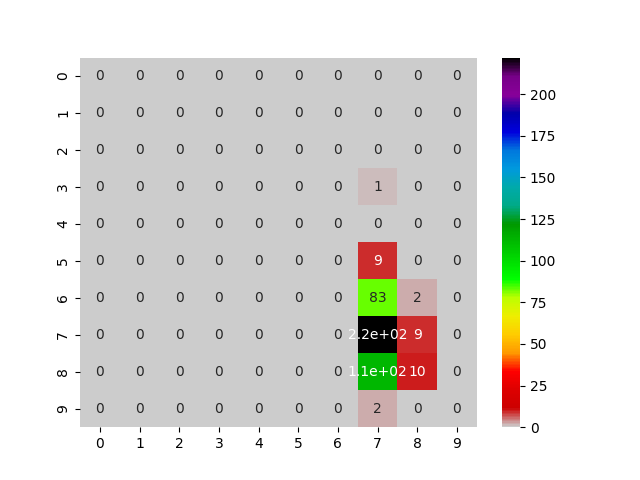 0 0 0 0 0 0 0 0 0 0 0
1 0 0 0 0 0 0 0 0 0 0
2 0 0 0 0 0 0 0 0 0 0
3 0 0 0 0 0 0 0 1 0 0
4 0 0 0 0 0 0 0 0 0 0
5 0 0 0 0 0 0 0 9 0 0
6 0 0 0 0 0 0 0 83 2 0
7 0 0 0 0 0 0 0 2.2e+02 9 0
8 0 0 0 0 0 0 0 1.1e+02 10 0
9 0 0 0 0 0 0 0 2 0 0
0 1 2 3 4 5 6 7 8 9
200
175
150
125
100
75
50
25
0